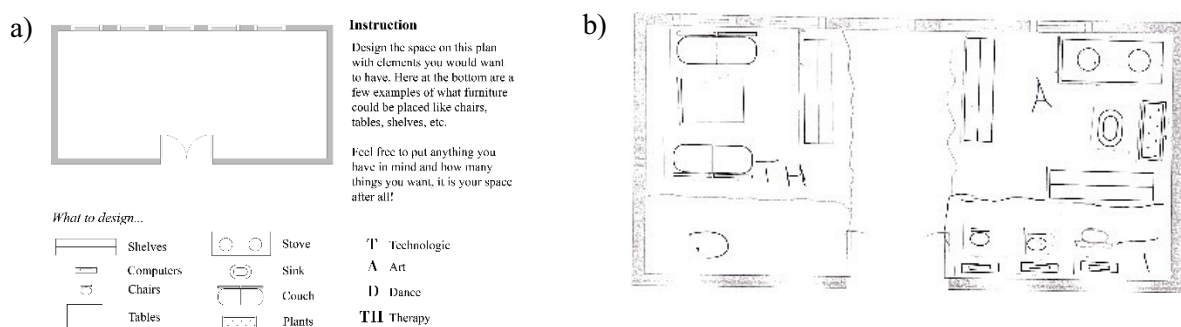 a)
Instruction
Design the space on this plan
with elements you would want
to have. Here at the bottom are a
few examples of what furniture
could be placed like chairs,
tables, shelves, etc.
Feel free to put anything you
have in mind and how many
things you want, it is your space
after all!
What to design...
Shelves
Computers
Chairs
Tables
Stove
Sink
Couch
Plants
T Technologic
A Art
D Dance
TH Therapy
b)
A
TH
T